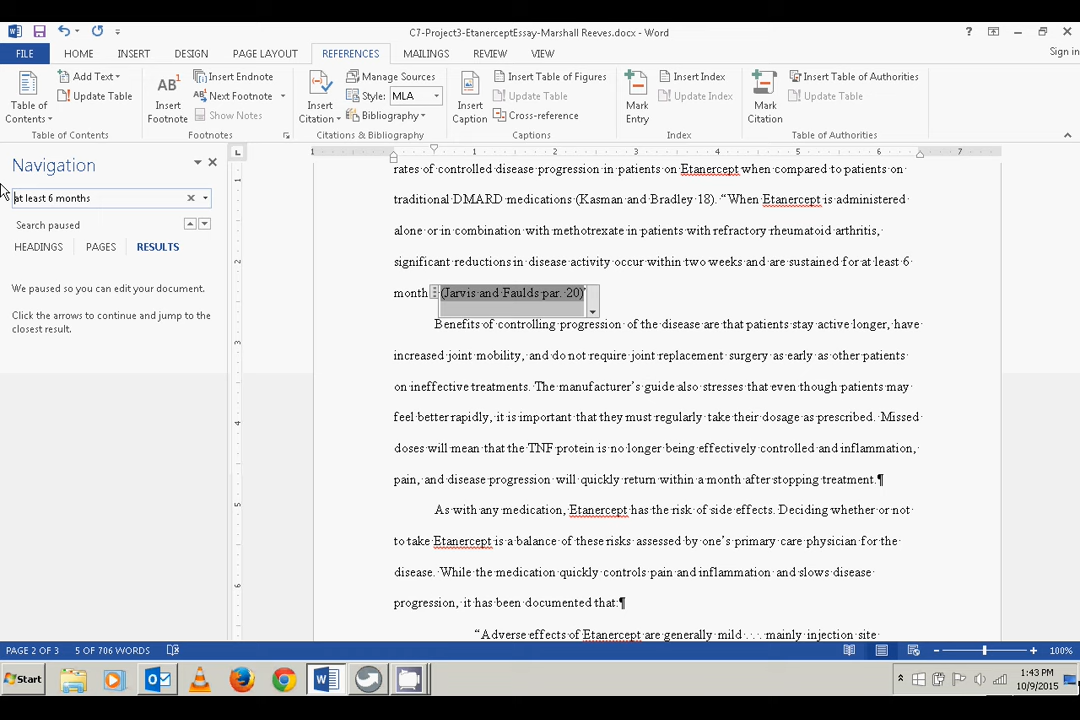 C7-Project3-EtanerceptEssay-Marshall Reeves.docx - Word
FILE HOME INSERT DESIGN PAGE LAYOUT REFERENCES MAILINGS REVIEW VIEW Sign in
Table of Contents
Add Text
Update Table
Table of Contents
AB¹
Insert Footnote
Insert Endnote
Next Footnote
Show Notes
Footnotes
Insert Citation
Manage Sources
Style: MLA
Bibliography
Citations & Bibliography
Insert Caption
Insert Table of Figures
Update Table
Cross-reference
Captions
Mark Entry
Insert Index
Update Index
Index
Mark Citation
Insert Table of Authorities
Update Table
Table of Authorities
Navigation
at least 6 months
Search paused
HEADINGS PAGES RESULTS
We paused so you can edit your document.
Click the arrows to continue and jump to the
closest result.
1 1 2 3 4 5 6 7
1
2
3
4
5
6
rates of controlled disease progression in patients on Etanercept when compared to patients on
traditional DMARD medications (Kasman and Bradley 18). “When Etanercept is administered
alone or in combination with methotrexate in patients with refractory rheumatoid arthritis,
significant reductions in disease activity occur within two weeks and are sustained for at least 6
month (Jarvis and Faulds par. 20)
Benefits of controlling progression of the disease are that patients stay active longer, have
increased joint mobility, and do not require joint replacement surgery as early as other patients
on ineffective treatments. The manufacturer’s guide also stresses that even though patients may
feel better rapidly, it is important that they must regularly take their dosage as prescribed. Missed
doses will mean that the TNF protein is no longer being effectively controlled and inflammation,
pain, and disease progression will quickly return within a month after stopping treatment.¶
As with any medication, Etanercept has the risk of side effects. Deciding whether or not
to take Etanercept is a balance of these risks assessed by one’s primary care physician for the
disease. While the medication quickly controls pain and inflammation and slows disease
progression, it has been documented that:¶
“Adverse effects of Etanercept are generally mild . . . mainly injection site
PAGE 2 OF 3 5 OF 706 WORDS 100%
Start
1:43 PM
10/9/2015